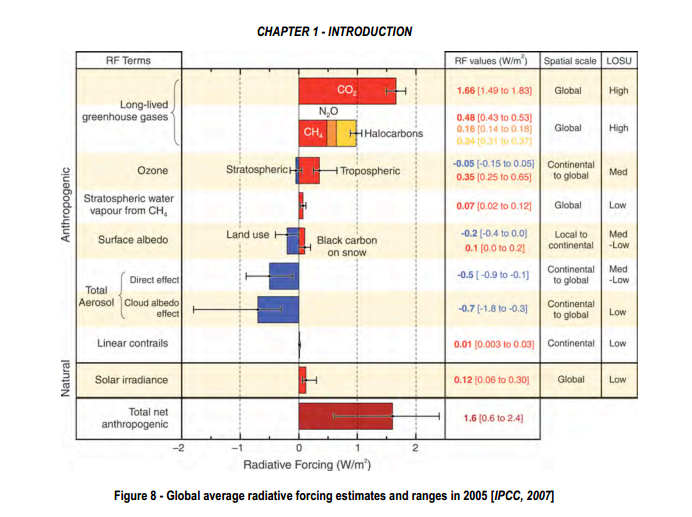 CHAPTER 1 - INTRODUCTION
RF Terms
RF values (W/m²)
Spatial scale
LOSU
Anthropogenic
Long-lived
greenhouse gases
CO₂
1.66 [1.49 to 1.83]
Global
High
N₂O
CH₄
Halocarbons
0.48 [0.43 to 0.53]
0.16 [0.14 to 0.18]
0.34 [0.31 to 0.37]
Global
High
Ozone
Stratospheric
Tropospheric
-0.05 [-0.15 to 0.05]
0.35 [0.25 to 0.65]
Continental
to global
Med
Stratospheric water
vapour from CH₄
0.07 [0.02 to 0.12]
Global
Low
Surface albedo
Land use
Black carbon
on snow
-0.2 [-0.4 to 0.0]
0.1 [0.0 to 0.2]
Local to
continental
Med
-Low
Total
Aerosol
Direct effect
-0.5 [ -0.9 to -0.1]
Continental
to global
Med
-Low
Cloud albedo
effect
-0.7 [-1.8 to -0.3]
Continental
to global
Low
Linear contrails
0.01 [0.003 to 0.03]
Continental
Low
Natural
Solar irradiance
0.12 [0.06 to 0.30]
Global
Low
Total net
anthropogenic
1.6 [0.6 to 2.4]
-2 -1 0 1 2
Radiative Forcing (W/m²)
Figure 8 - Global average radiative forcing estimates and ranges in 2005 [IPCC, 2007]